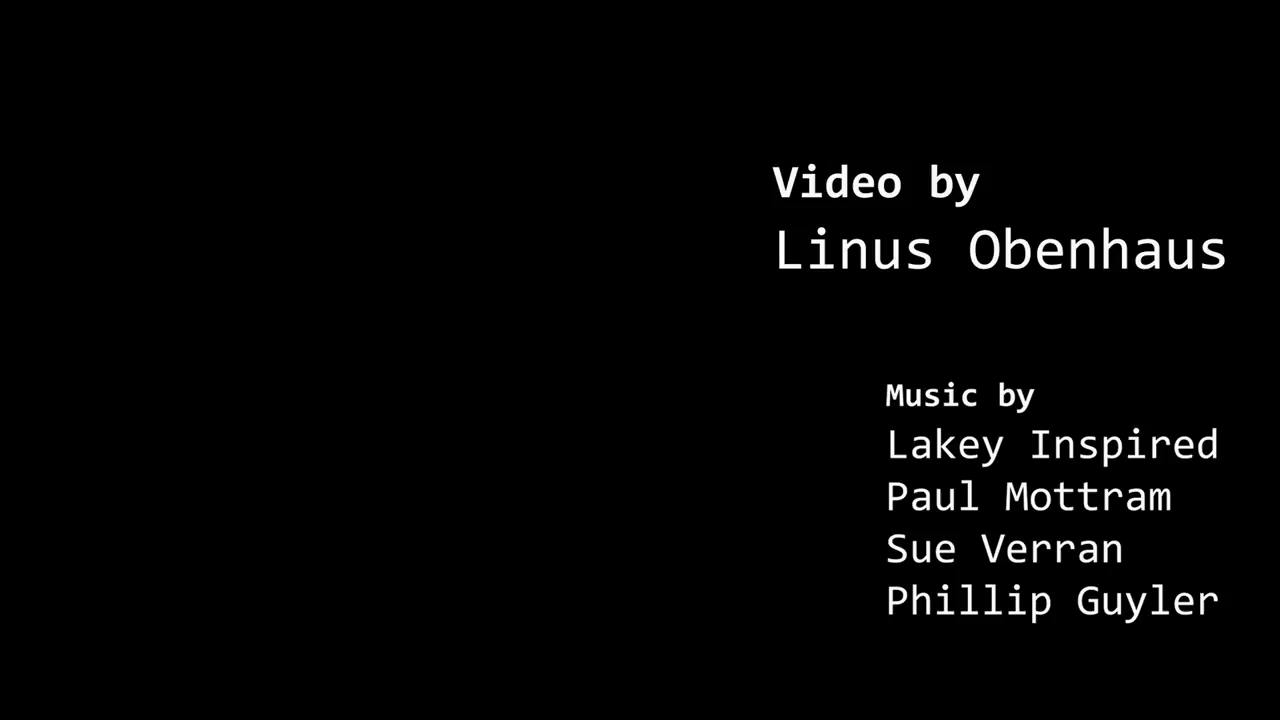 Video by
Linus Obenhaus
Music by
Lakey Inspired
Paul Mottram
Sue Verran
Phillip Guyler